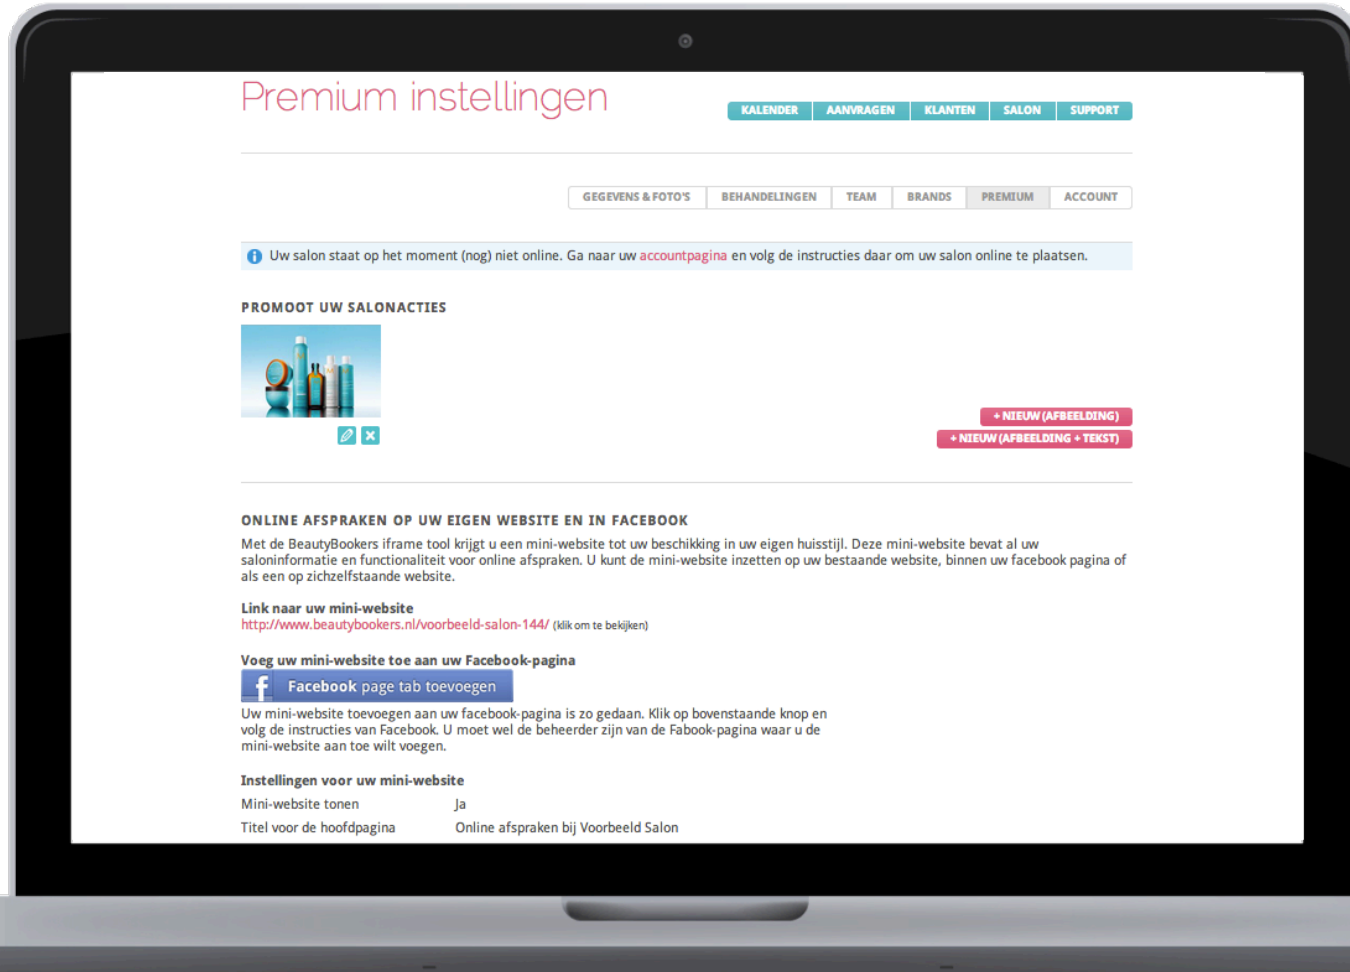 Premium instellingen
KALENDER AANVRAGEN KLANTEN SALON SUPPORT
GEGEVENS & FOTO'S BEHANDELINGEN TEAM BRANDS PREMIUM ACCOUNT
Uw salon staat op het moment (nog) niet online. Ga naar uw accountpagina en volg de instructies daar om uw salon online te plaatsen.
PROMOOT UW SALONACTIES
+ NIEUW (AFBEELDING)
+ NIEUW (AFBEELDING + TEKST)
ONLINE AFSPRAKEN OP UW EIGEN WEBSITE EN IN FACEBOOK
Met de BeautyBookers iframe tool krijgt u een mini-website tot uw beschikking in uw eigen huisstijl. Deze mini-website bevat al uw
saloninformatie en functionaliteit voor online afspraken. U kunt de mini-website inzetten op uw bestaande website, binnen uw facebook pagina of
als een op zichzelfstaande website.
Link naar uw mini-website
http://www.beautybookers.nl/voorbeeld-salon-144/ (klik om te bekijken)
Voeg uw mini-website toe aan uw Facebook-pagina
f Facebook page tab toevoegen
Uw mini-website toevoegen aan uw facebook-pagina is zo gedaan. Klik op bovenstaande knop en
volg de instructies van Facebook. U moet wel de beheerder zijn van de Fabook-pagina waar u de
mini-website aan toe wilt voegen.
Instellingen voor uw mini-website
Mini-website tonen Ja
Titel voor de hoofdpagina Online afspraken bij Voorbeeld Salon